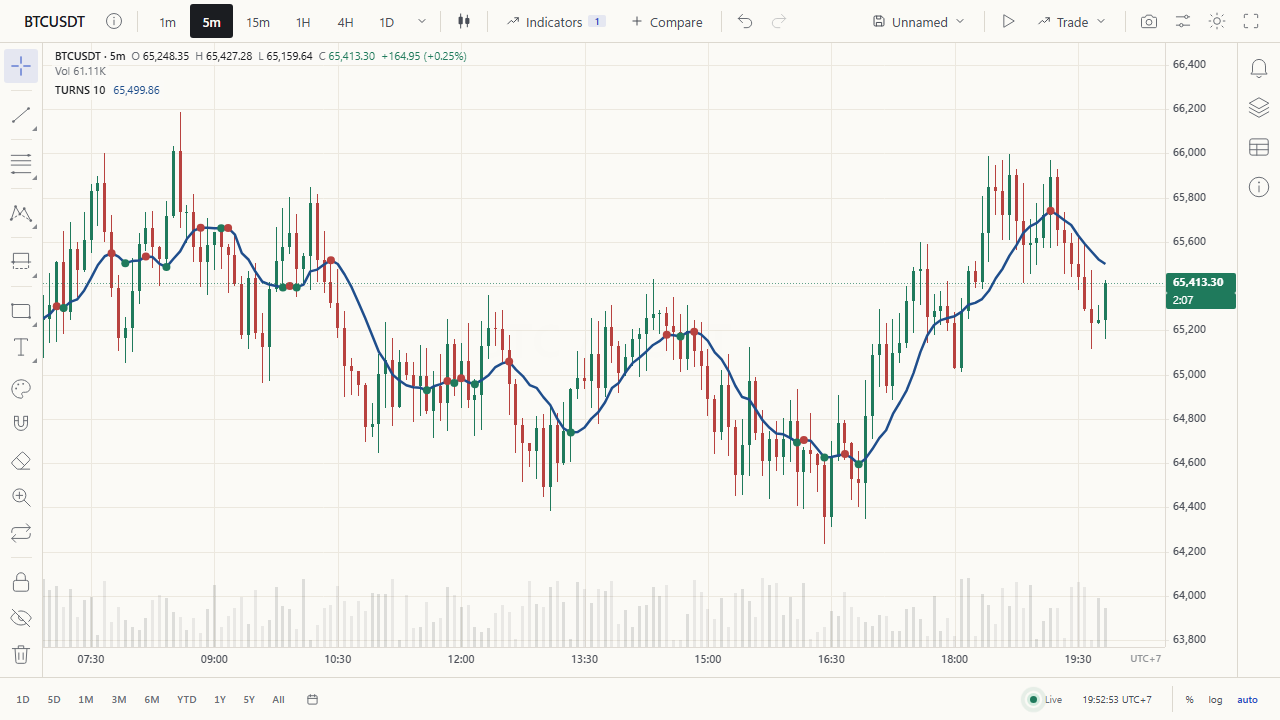 BTCUSDT 1m 5m 15m 1H 4H 1D Indicators 1 Compare Unnamed Trade
BTCUSDT · 5m O 65,248.35 H 65,427.28 L 65,159.64 C 65,413.30 +164.95 (+0.25%)
Vol 61.11K
TURNS 10 65,499.86
66,400
66,200
66,000
65,800
65,600
65,413.30
2:07
65,200
65,000
64,800
64,600
64,400
64,200
64,000
63,800
07:30 09:00 10:30 12:00 13:30 15:00 16:30 18:00 19:30 UTC+7
1D 5D 1M 3M 6M YTD 1Y 5Y All Live 19:52:53 UTC+7 % log auto